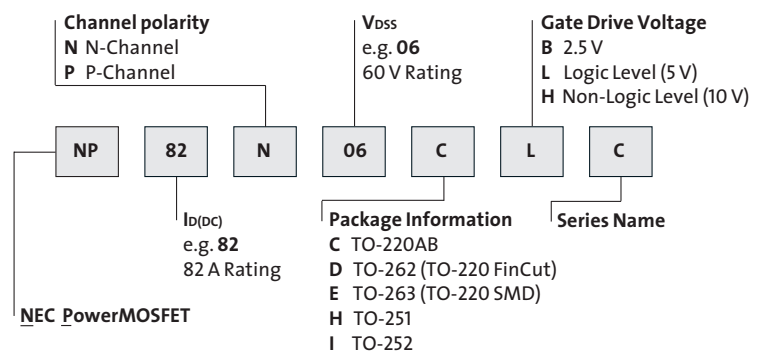 Channel polarity
N N-Channel
P P-Channel
VDSS
e.g. 06
60 V Rating
Gate Drive Voltage
B 2.5 V
L Logic Level (5 V)
H Non-Logic Level (10 V)
NP 82 N 06 C L C
ID(DC)
e.g. 82
82 A Rating
Package Information
C TO-220AB
D TO-262 (TO-220 FinCut)
E TO-263 (TO-220 SMD)
H TO-251
I TO-252
Series Name
NEC PowerMOSFET